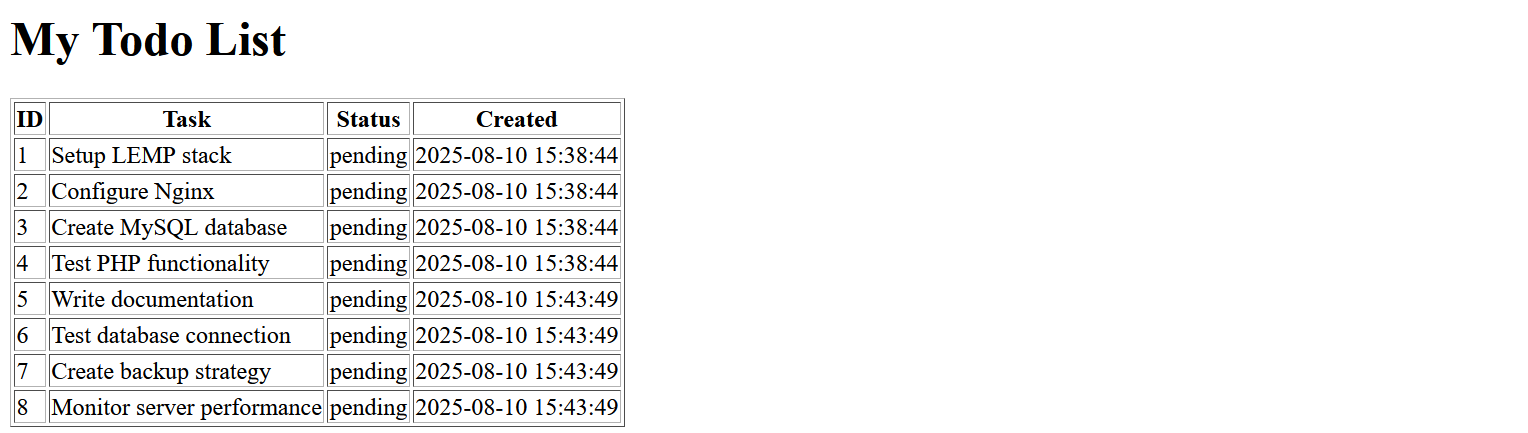 My Todo List
ID Task Status Created
1 Setup LEMP stack pending 2025-08-10 15:38:44
2 Configure Nginx pending 2025-08-10 15:38:44
3 Create MySQL database pending 2025-08-10 15:38:44
4 Test PHP functionality pending 2025-08-10 15:38:44
5 Write documentation pending 2025-08-10 15:43:49
6 Test database connection pending 2025-08-10 15:43:49
7 Create backup strategy pending 2025-08-10 15:43:49
8 Monitor server performance pending 2025-08-10 15:43:49